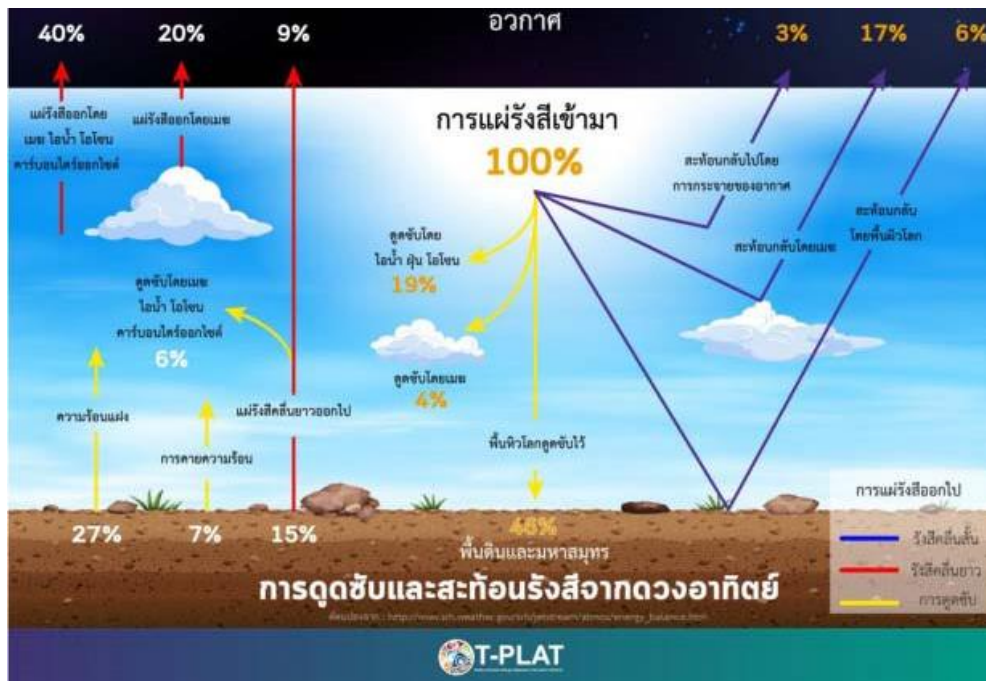 อวกาศ
40%
20%
9%
3%
17%
6%
แผ่รังสีออกโดย
เมฆ ไอน้ำ โอโซน
คาร์บอนไดร์ออกไซด์
แผ่รังสีออกโดยเมฆ
การแผ่รังสีเข้ามา
100%
สะท้อนกลับไปโดย
การกระจายของอากาศ
สะท้อนกลับโดยเมฆ
สะท้อนกลับ
โดยพื้นผิวโลก
ดูดซับโดย
ไอน้ำ ฝุ่น โอโซน
19%
ดูดซับโดยเมฆ
ไอน้ำ โอโซน
คาร์บอนไดร์ออกไซด์
6%
ดูดซับโดยเมฆ
4%
ความร้อนแฝง
การคายความร้อน
แผ่รังสีคลื่นยาวออกไป
พื้นหิวโลกดูดซับไว้
27%
7%
15%
46%
พื้นดินและมหาสมุทร
การแผ่รังสีออกไป
รังสีคลื่นสั้น
รังสีคลื่นยาว
การดูดซับ
การดูดซับและสะท้อนรังสีจากดวงอาทิตย์
T-PLAT